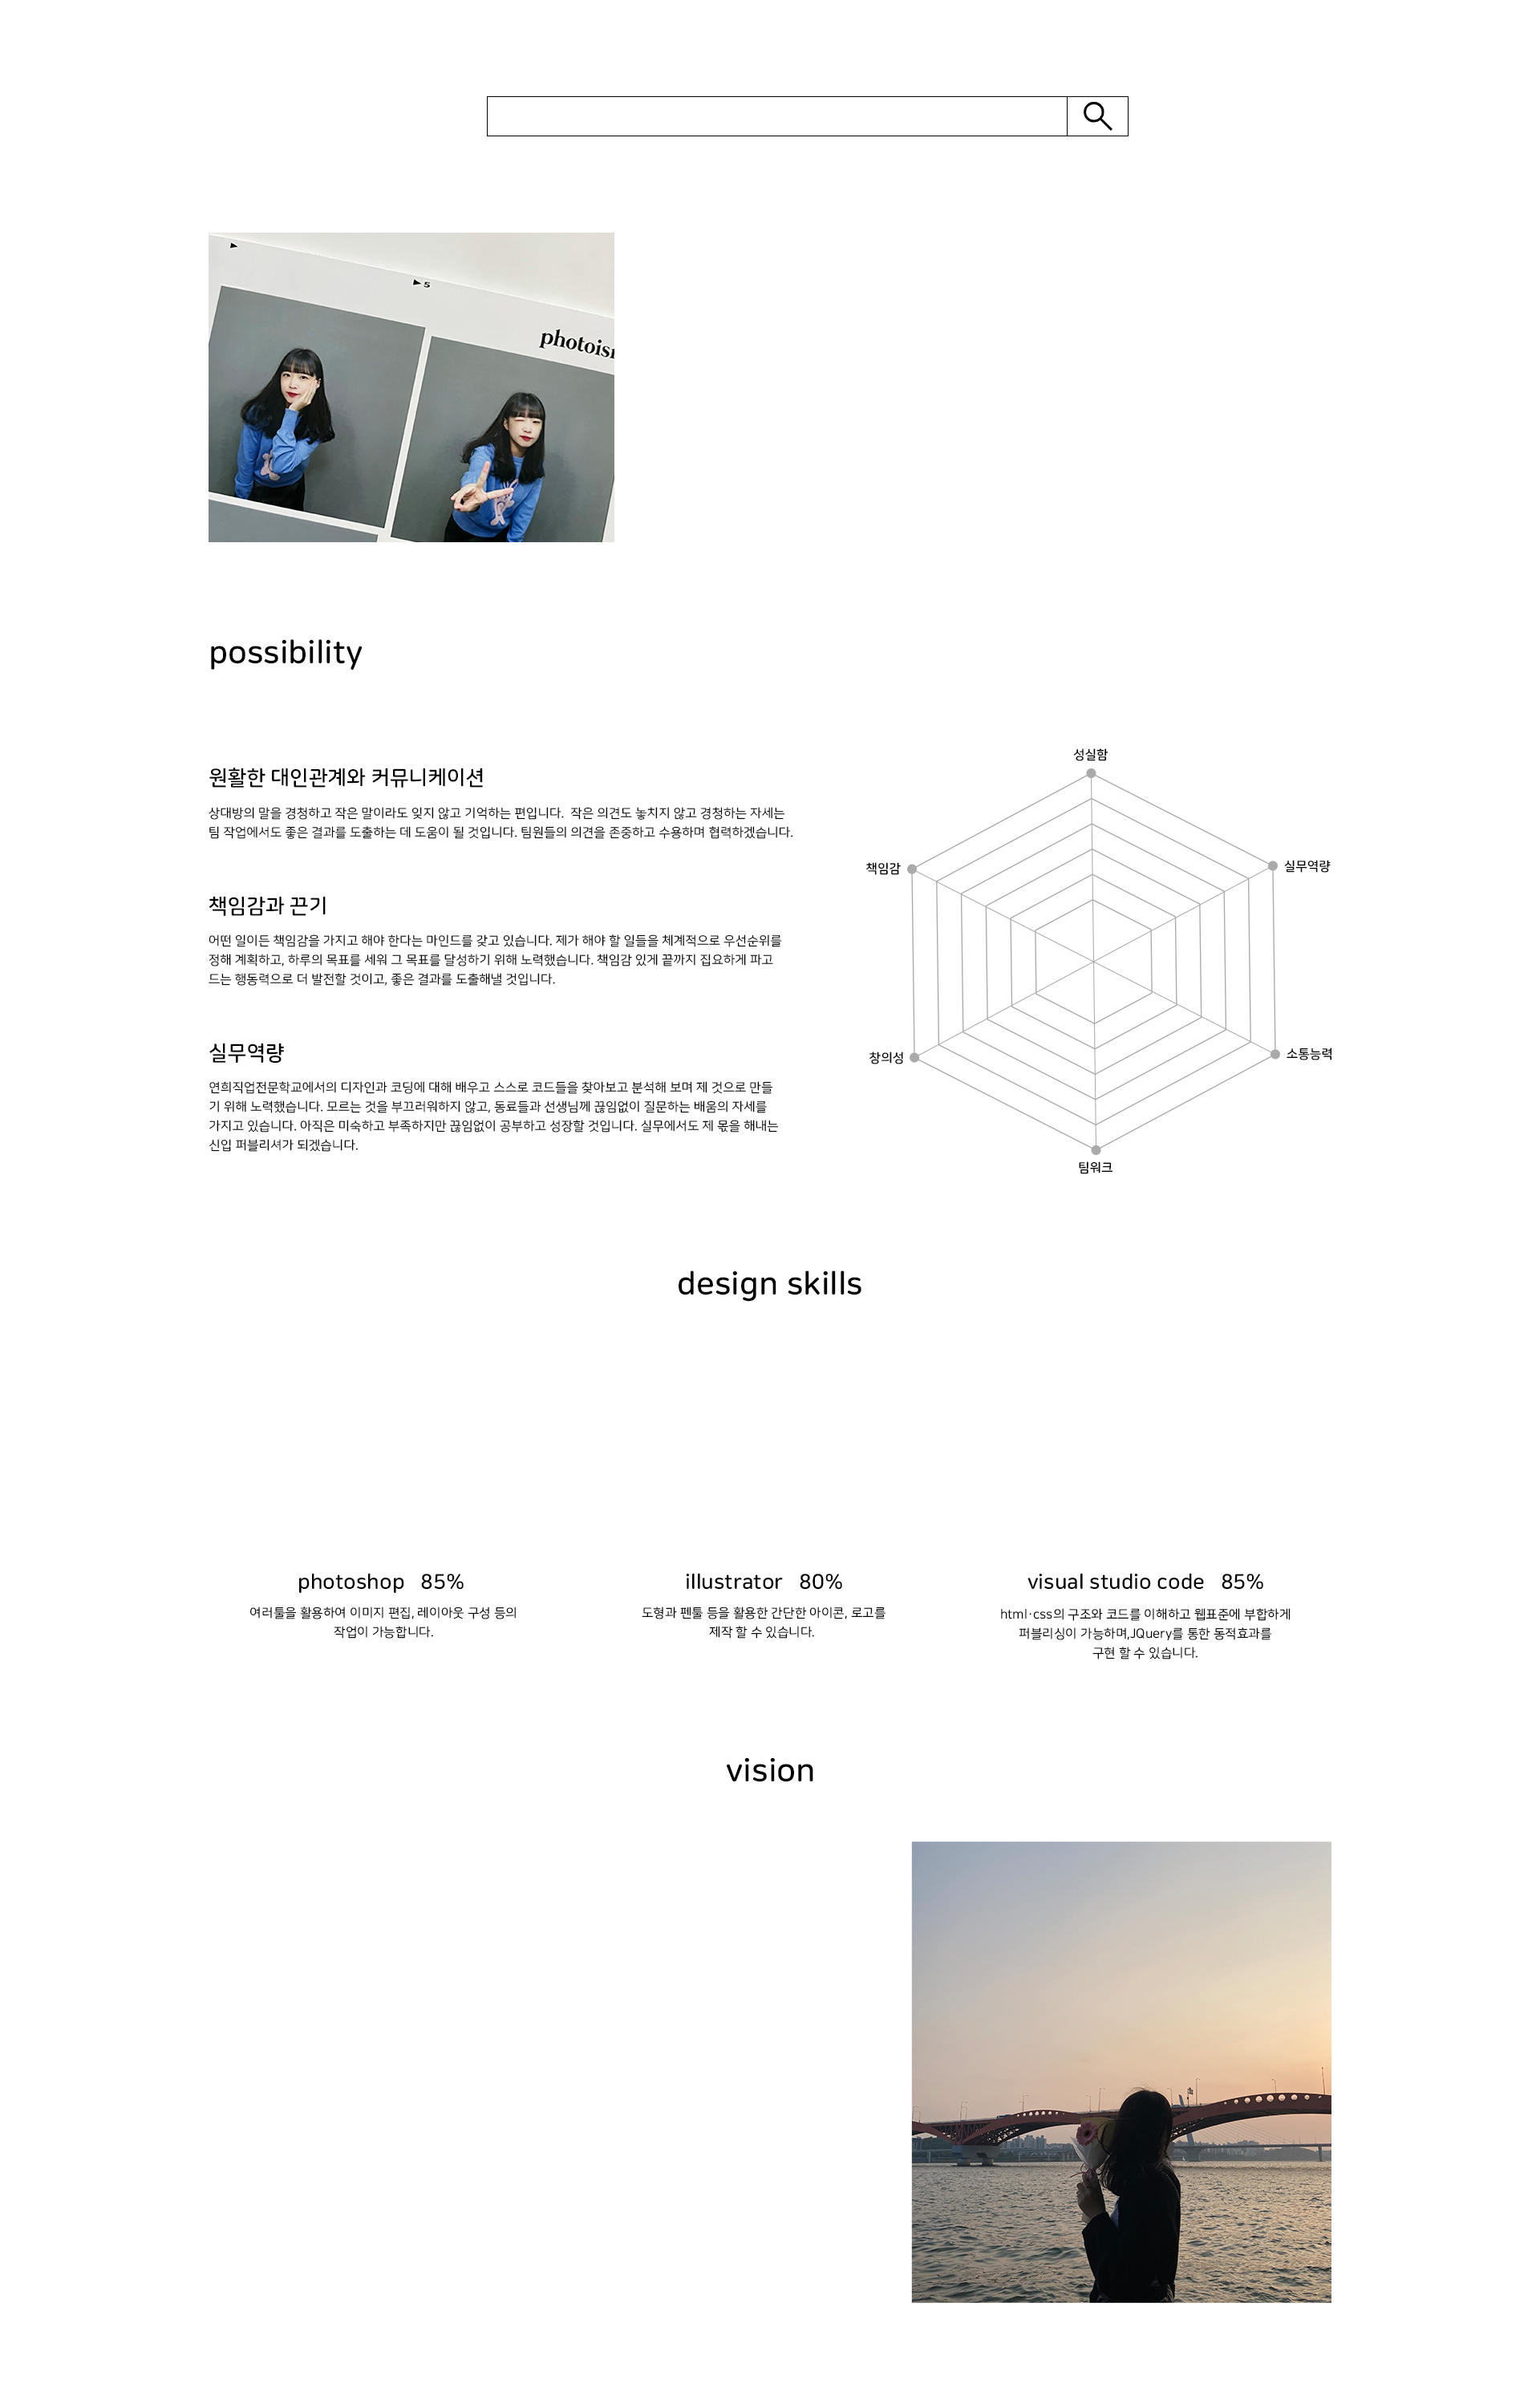 5
possibility
원활한 대인관계와 커뮤니케이션
상대방의 말을 경청하고 작은 말이라도 잊지 않고 기억하는 편입니다. 작은 의견도 놓치지 않고 경청하는 자세는
팀 작업에서도 좋은 결과를 도출하는 데 도움이 될 것입니다. 팀원들의 의견을 존중하고 수용하며 협력하겠습니다.
책임감과 끈기
어떤 일이든 책임감을 가지고 해야 한다는 마인드를 갖고 있습니다. 제가 해야 할 일들을 체계적으로 우선순위를
정해 계획하고, 하루의 목표를 세워 그 목표를 달성하기 위해 노력했습니다. 책임감 있게 끝까지 집요하게 파고
드는 행동력으로 더 발전할 것이고, 좋은 결과를 도출해낼 것입니다.
실무역량
연희직업전문학교에서의 디자인과 코딩에 대해 배우고 스스로 코드들을 찾아보고 분석해 보며 제 것으로 만들
기 위해 노력했습니다. 모르는 것을 부끄러워하지 않고, 동료들과 선생님께 끊임없이 질문하는 배움의 자세를
가지고 있습니다. 아직은 미숙하고 부족하지만 끊임없이 공부하고 성장할 것입니다. 실무에서도 제 몫을 해내는
신입 퍼블리셔가 되겠습니다.
성실함
책임감
실무역량
창의성
소통능력
팀워크
design skills
photoshop 85%
여러툴을 활용하여 이미지 편집, 레이아웃 구성 등의
작업이 가능합니다.
illustrator 80%
도형과 펜툴 등을 활용한 간단한 아이콘, 로고를
제작 할 수 있습니다.
visual studio code 85%
html·css의 구조와 코드를 이해하고 웹표준에 부합하게
퍼블리싱이 가능하며,JQuery를 통한 동적효과를
구현 할 수 있습니다.
vision